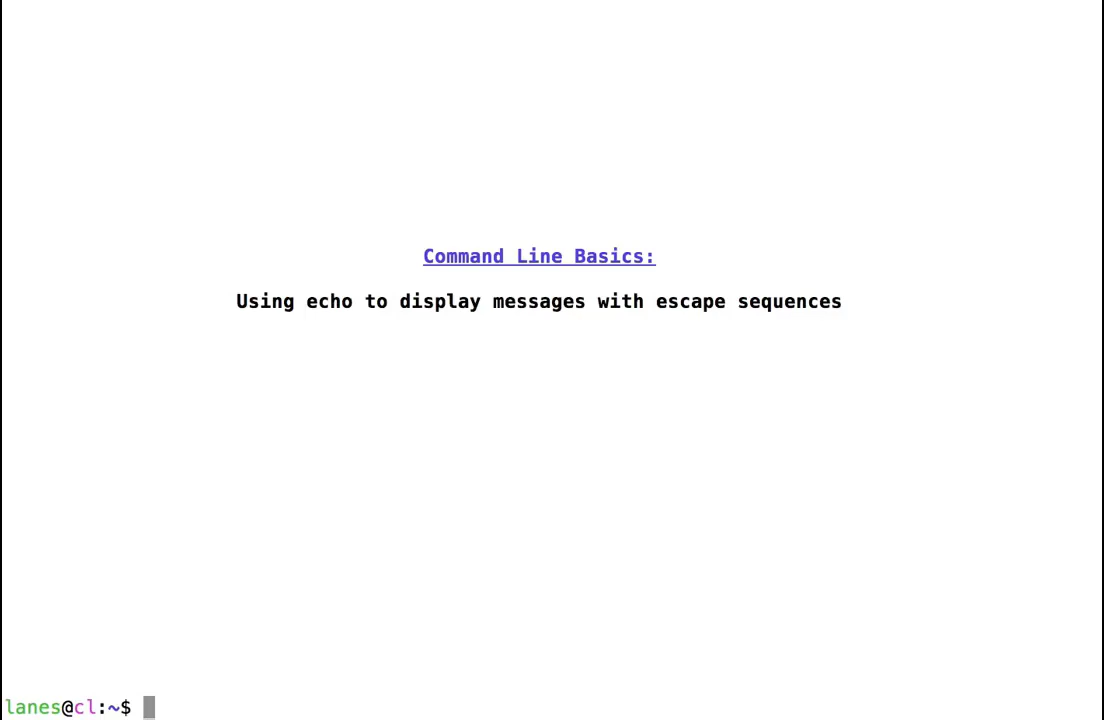 Command Line Basics:
Using echo to display messages with escape sequences
lanes@cl:~$